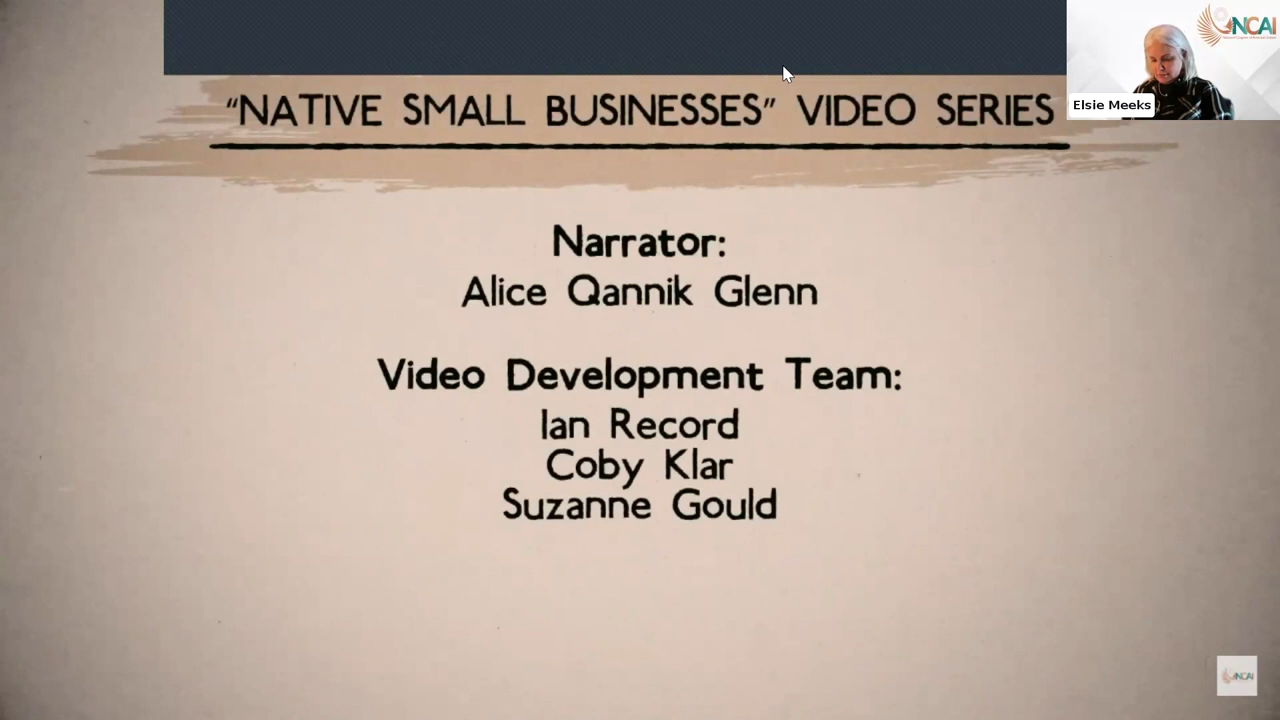 "NATIVE SMALL BUSINESSES" VIDEO SERIES
NCAI
Elsie Meeks
Narrator:
Alice Qannik Glenn
Video Development Team:
Ian Record
Coby Klar
Suzanne Gould
NCAI